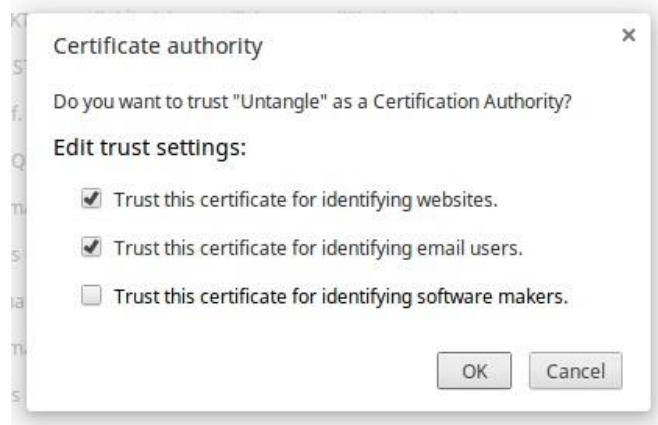 Certificate authority
Do you want to trust "Untangle" as a Certification Authority?
Edit trust settings:
Trust this certificate for identifying websites.
Trust this certificate for identifying email users.
Trust this certificate for identifying software makers.
OK Cancel